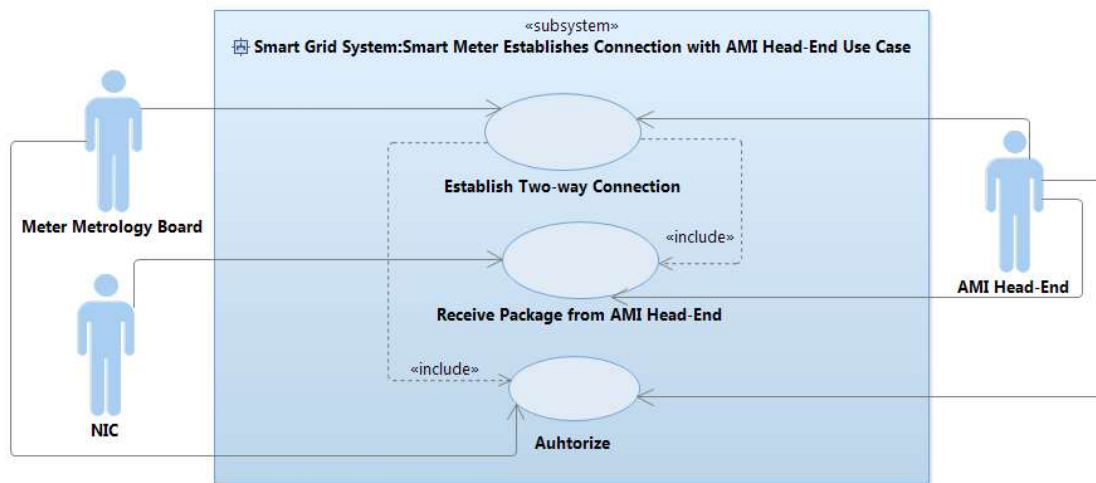 «subsystem»
Smart Grid System:Smart Meter Establishes Connection with AMI Head-End Use Case
Establish Two-way Connection
Meter Metrology Board
«include»
AMI Head-End
Receive Package from AMI Head-End
«include»
NIC
Auhtorize